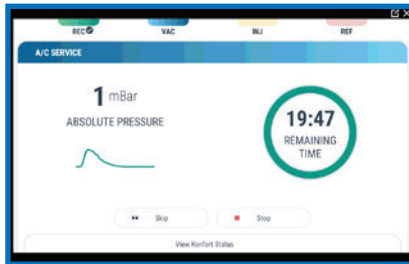 REC VAC INJ REF
A/C SERVICE
1 mBar
ABSOLUTE PRESSURE
19:47
REMAINING
TIME
Skip Stop
View Konfort Status